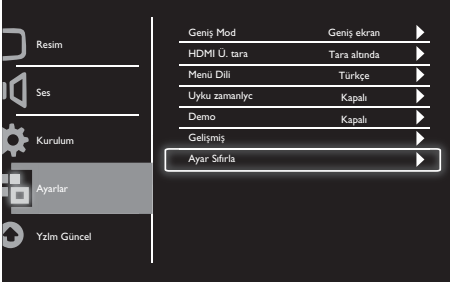 Resim
Ses
Kurulum
Ayarlar
Yzlm Güncel
Geniş Mod Geniş ekran
HDMI Ü. tara Tara altında
Menü Dili Türkçe
Uyku zamanlyc Kapalı
Demo Kapalı
Gelişmiş
Ayar Sıfırla